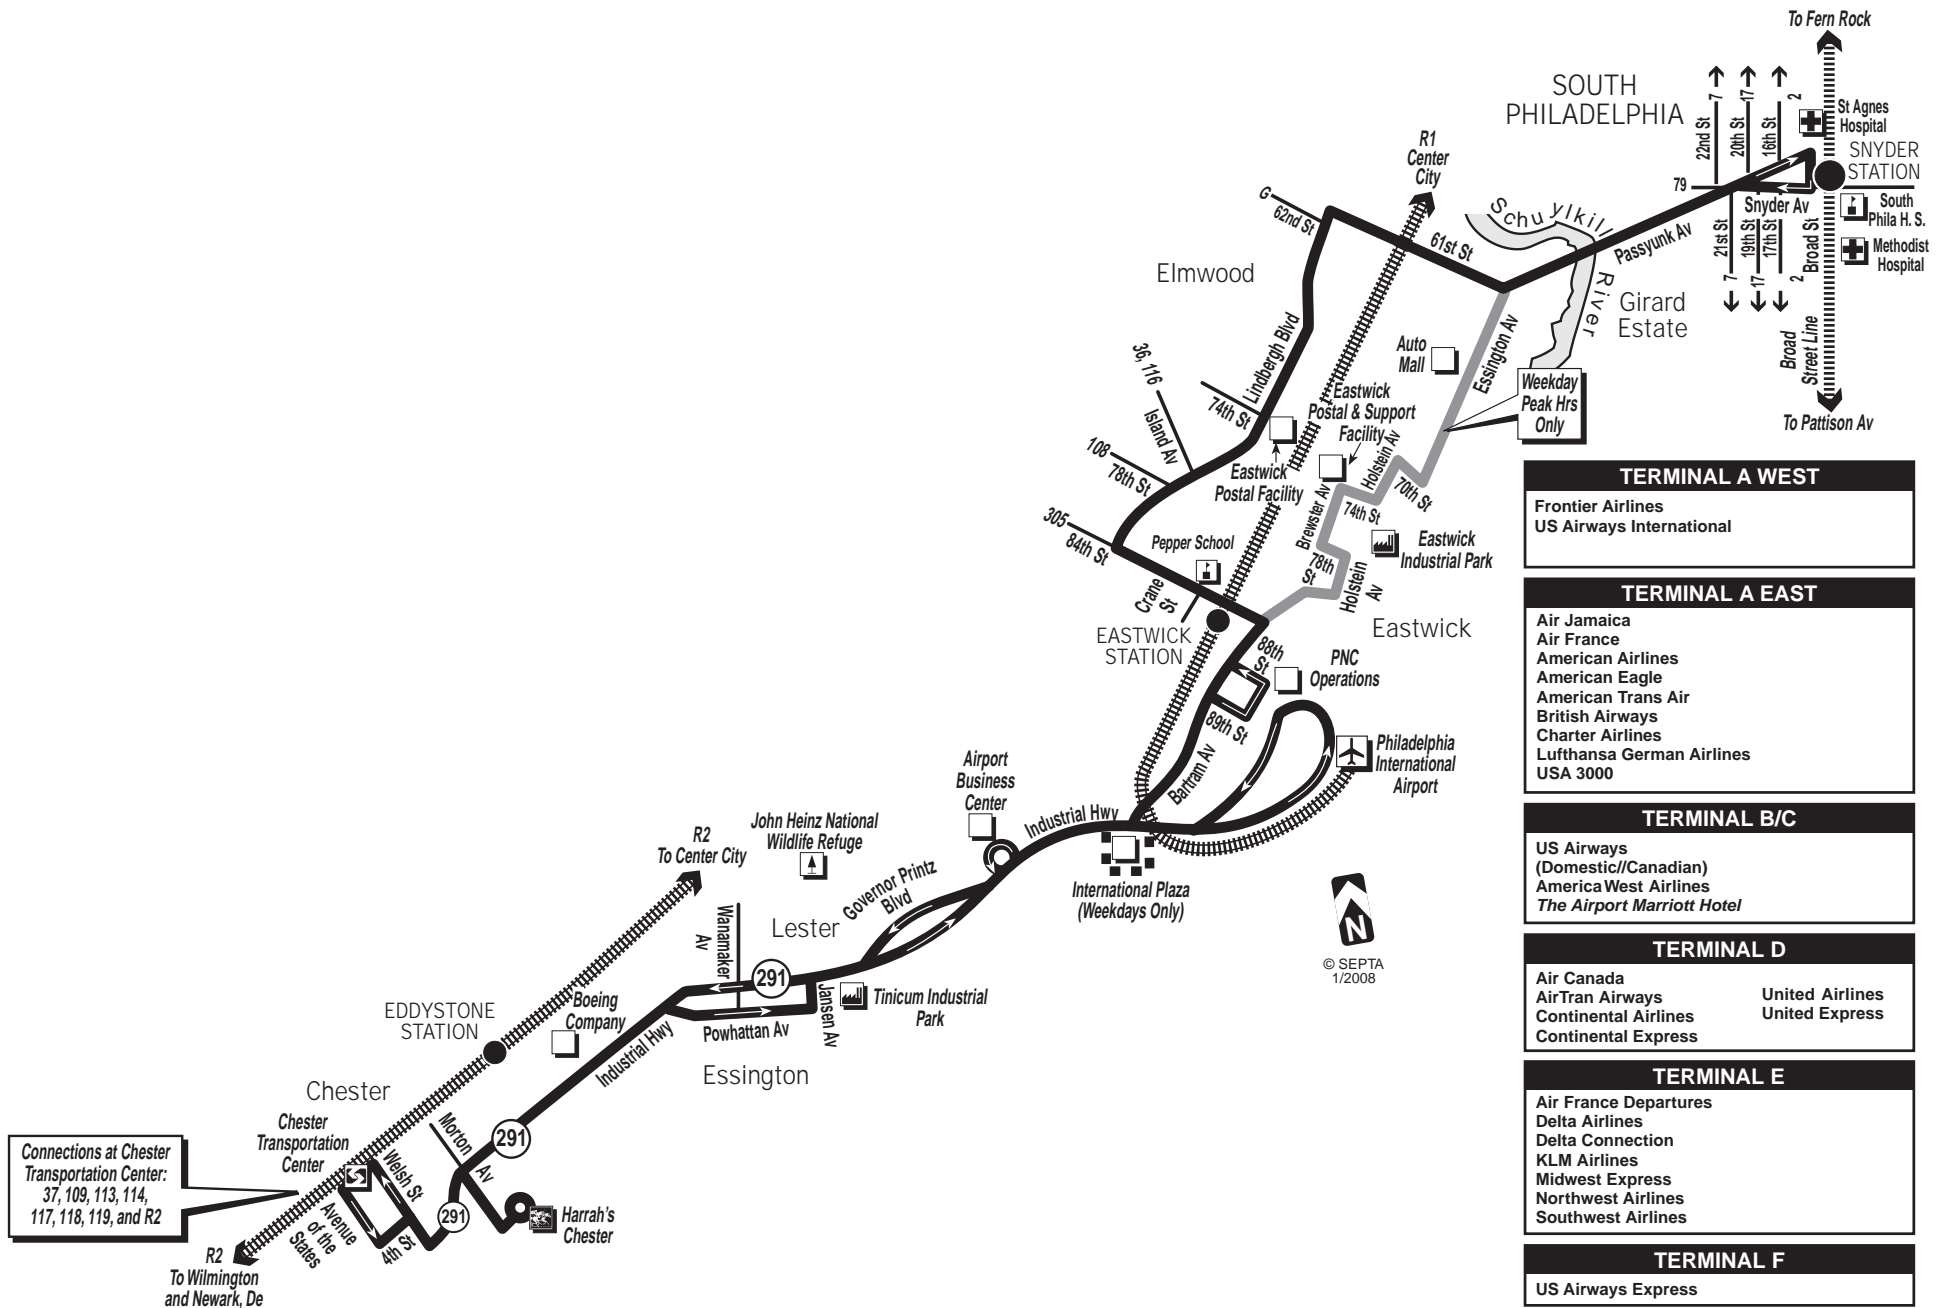 To Fern Rock
SOUTH
PHILADELPHIA
7
17
2
22nd St
20th St
16th St
St Agnes
Hospital
SNYDER
STATION
79
Snyder Av
South
Phila H. S.
Methodist
Hospital
21st St
19th St
17th St
Broad St
7
17
2
Broad
Street Line
To Pattison Av
R1
Center
City
G
62nd St
61st St
Schuylkill
River
Passyunk Av
Girard
Estate
Elmwood
Lindbergh Blvd
Auto
Mall
Essington Av
Weekday
Peak Hrs
Only
36, 116
Island Av
74th St
Eastwick
Postal & Support
Facility
108
78th St
Eastwick
Postal Facility
Holstein Av
70th St
74th St
Brewster Av
305
84th St
Pepper School
Eastwick
Industrial Park
78th
St
Holstein
Av
Crane
St
EASTWICK
STATION
Eastwick
88th
St
PNC
Operations
89th St
Bartram Av
Philadelphia
International
Airport
Airport
Business
Center
Industrial Hwy
International Plaza
(Weekdays Only)
John Heinz National
Wildlife Refuge
R2
To Center City
Governor Printz
Blvd
Wanamaker
Av
Lester
291
Jansen Av
Tinicum Industrial
Park
Powhattan Av
Essington
Boeing
Company
EDDYSTONE
STATION
Industrial Hwy
Chester
Chester
Transportation
Center
Morton
Av
291
Welsh St
291
Harrah's
Chester
Avenue
of the
States
4th St
Connections at Chester
Transportation Center:
37, 109, 113, 114,
117, 118, 119, and R2
R2
To Wilmington
and Newark, De
N
© SEPTA
1/2008
TERMINAL A WEST
Frontier Airlines
US Airways International
TERMINAL A EAST
Air Jamaica
Air France
American Airlines
American Eagle
American Trans Air
British Airways
Charter Airlines
Lufthansa German Airlines
USA 3000
TERMINAL B/C
US Airways
(Domestic//Canadian)
America West Airlines
The Airport Marriott Hotel
TERMINAL D
Air Canada
AirTran Airways
Continental Airlines
Continental Express
United Airlines
United Express
TERMINAL E
Air France Departures
Delta Airlines
Delta Connection
KLM Airlines
Midwest Express
Northwest Airlines
Southwest Airlines
TERMINAL F
US Airways Express